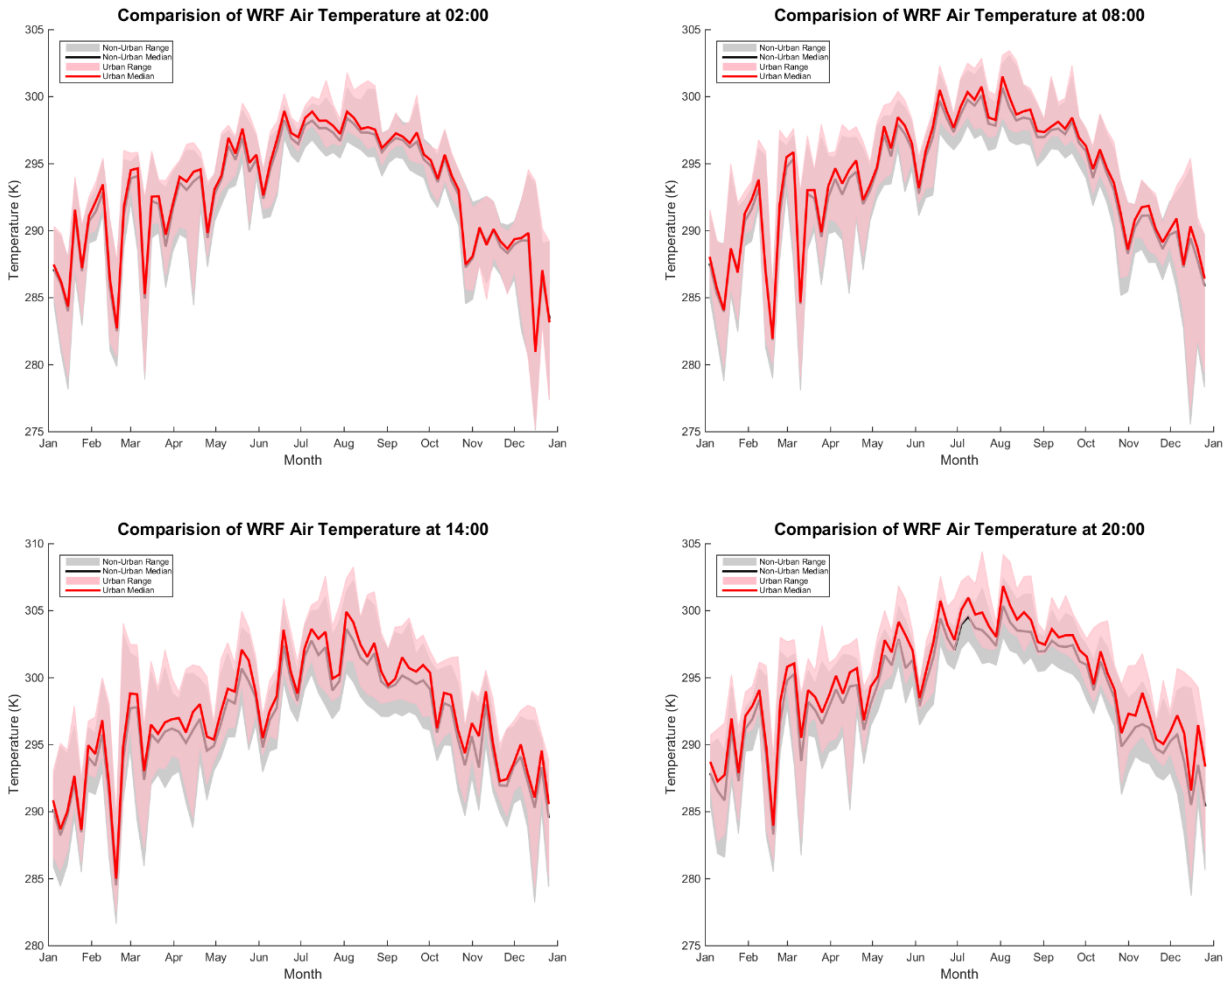 Comparision of WRF Air Temperature at 02:00
305
300
295
290
285
280
275
Temperature (K)
Non-Urban Range
Non-Urban Median
Urban Range
Urban Median
Jan Feb Mar Apr May Jun Jul Aug Sep Oct Nov Dec Jan
Month
Comparision of WRF Air Temperature at 08:00
305
300
295
290
285
280
275
Temperature (K)
Non-Urban Range
Non-Urban Median
Urban Range
Urban Median
Jan Feb Mar Apr May Jun Jul Aug Sep Oct Nov Dec Jan
Month
Comparision of WRF Air Temperature at 14:00
310
305
300
295
290
285
280
Temperature (K)
Non-Urban Range
Non-Urban Median
Urban Range
Urban Median
Jan Feb Mar Apr May Jun Jul Aug Sep Oct Nov Dec Jan
Month
Comparision of WRF Air Temperature at 20:00
305
300
295
290
285
280
275
Temperature (K)
Non-Urban Range
Non-Urban Median
Urban Range
Urban Median
Jan Feb Mar Apr May Jun Jul Aug Sep Oct Nov Dec Jan
Month